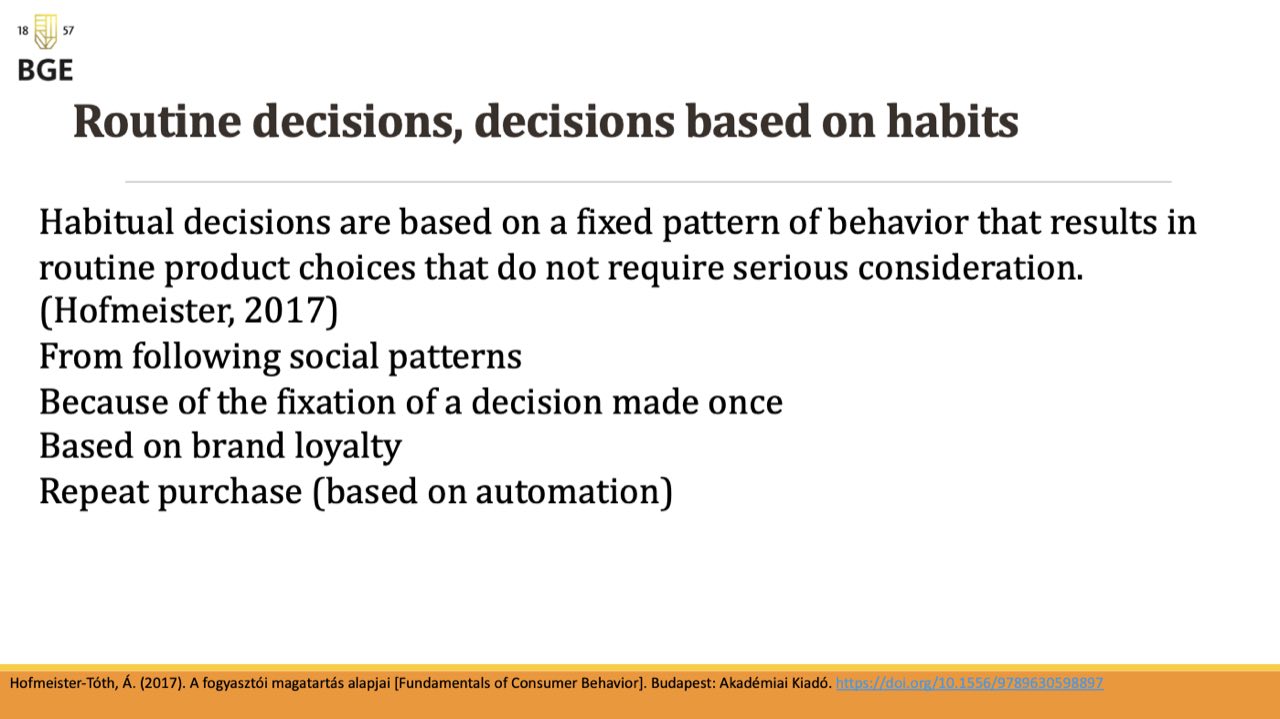 18 57
BGE
Routine decisions, decisions based on habits
Habitual decisions are based on a fixed pattern of behavior that results in
routine product choices that do not require serious consideration.
(Hofmeister, 2017)
From following social patterns
Because of the fixation of a decision made once
Based on brand loyalty
Repeat purchase (based on automation)
Hofmeister-Tóth, Á. (2017). A fogyasztói magatartás alapjai [Fundamentals of Consumer Behavior]. Budapest: Akadémiai Kiadó. https://doi.org/10.1556/9789630598897